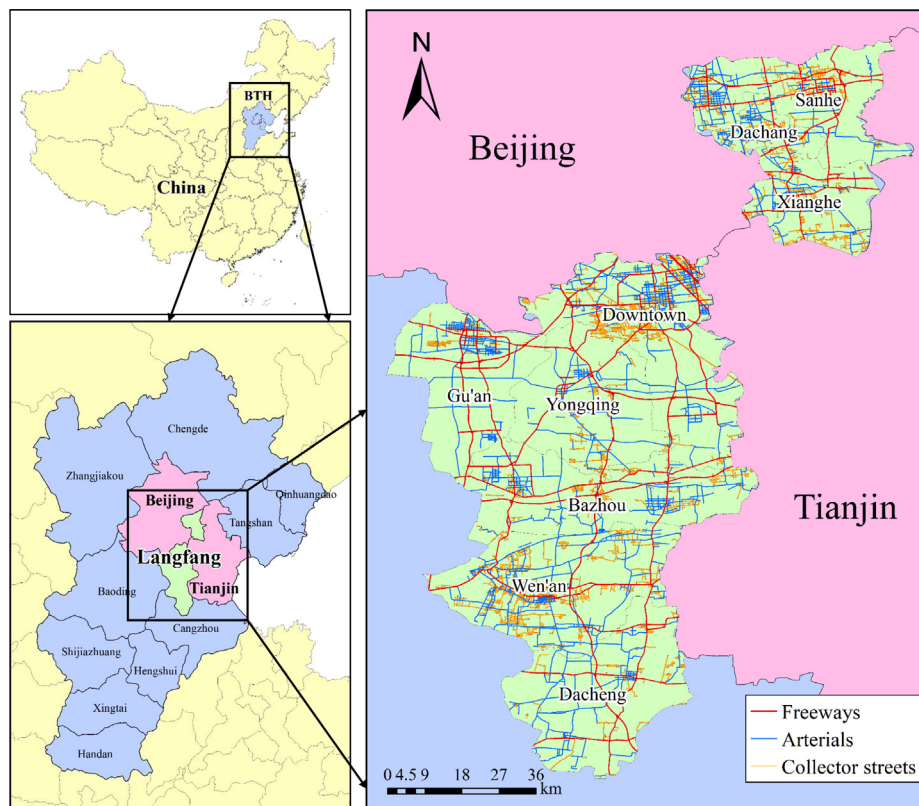 BTH
China
Chengde
Zhangjiakou
Beijing
Qinhuangdao
Tangshan
Langfang
Tianjin
Baoding
Cangzhou
Shijiazhuang
Hengshui
Xingtai
Handan
N
Beijing
Sanhe
Dachang
Xianghe
Downtown
Gu'an
Yongqing
Bazhou
Tianjin
Wen'an
Dacheng
Freeways
Arterials
Collector streets
0 4.5 9 18 27 36
km